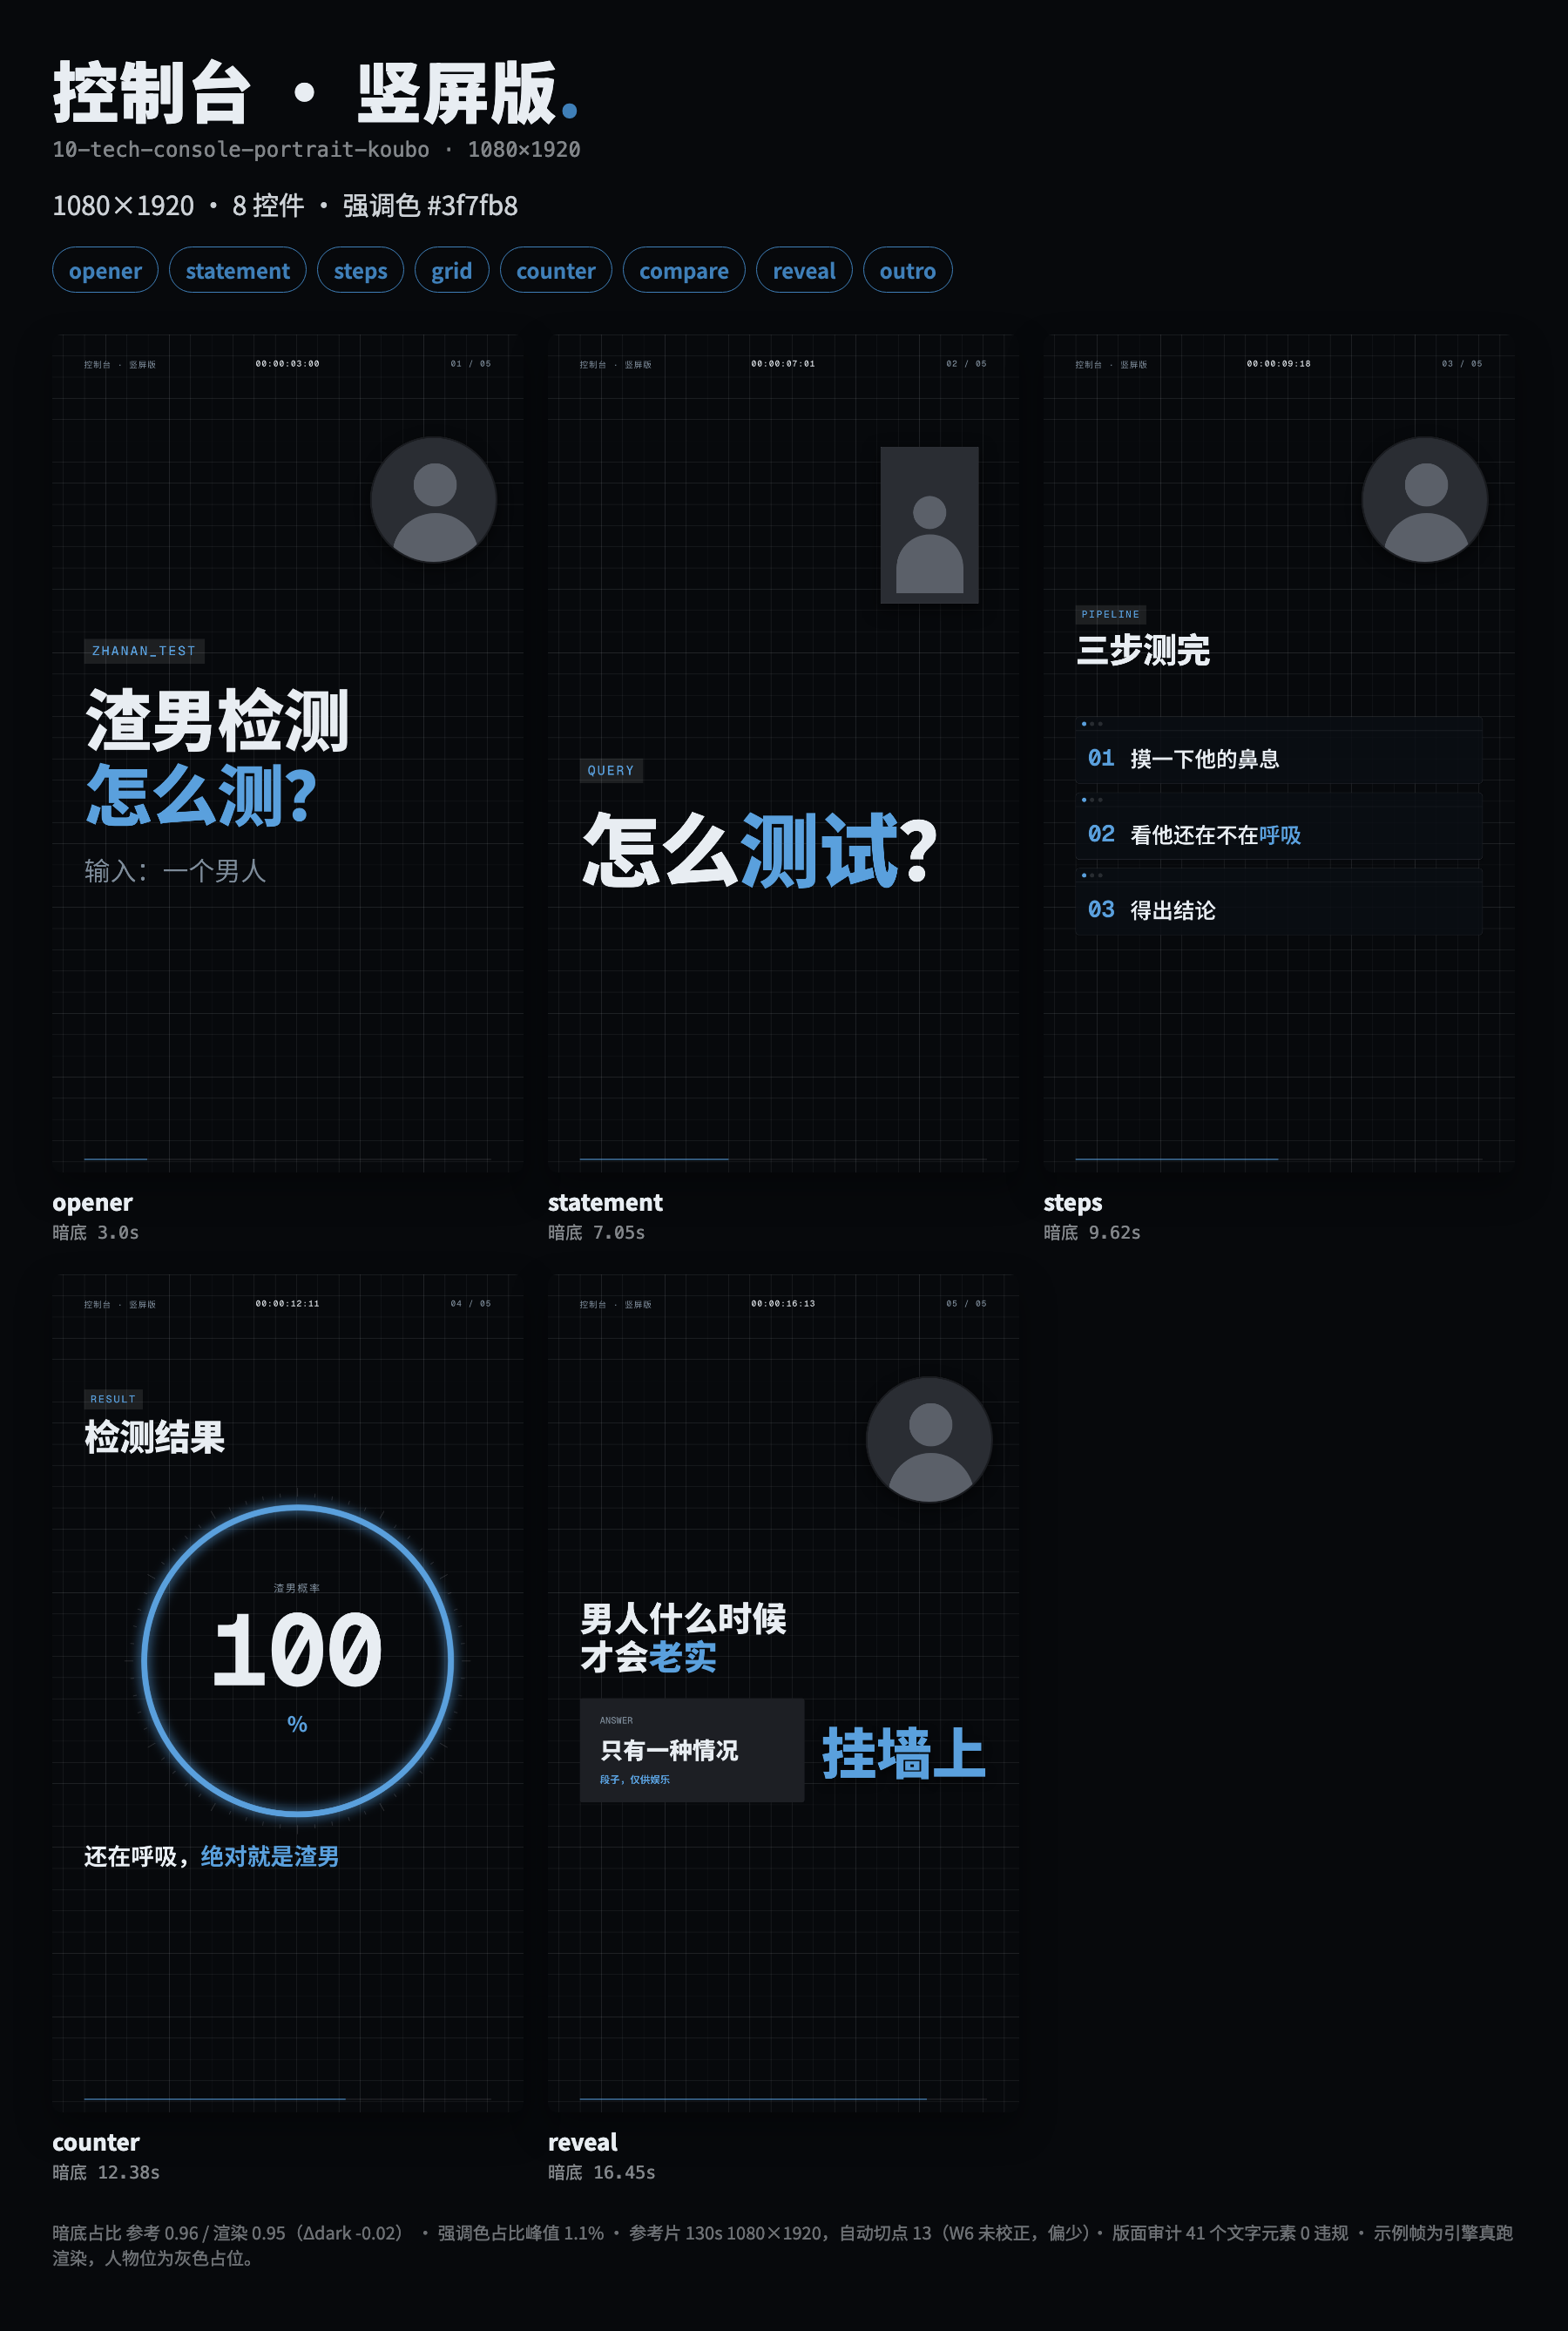 控制台 · 竖屏版.
10-tech-console-portrait-koubo · 1080×1920
1080×1920 · 8 控件 · 强调色 #3f7fb8
opener statement steps grid counter compare reveal outro
控制台 · 竖屏版 00:00:03:00 01 / 05
ZHANAN_TEST
渣男检测
怎么测？
输入：一个男人
opener
暗底 3.0s
控制台 · 竖屏版 00:00:07:01 02 / 05
QUERY
怎么测试？
statement
暗底 7.05s
控制台 · 竖屏版 00:00:09:18 03 / 05
PIPELINE
三步测完
01 摸一下他的鼻息
02 看他还在不在呼吸
03 得出结论
steps
暗底 9.62s
控制台 · 竖屏版 00:00:12:11 04 / 05
RESULT
检测结果
渣男概率
100
%
还在呼吸，绝对就是渣男
counter
暗底 12.38s
控制台 · 竖屏版 00:00:16:13 05 / 05
男人什么时候
才会老实
ANSWER
只有一种情况
段子，仅供娱乐
挂墙上
reveal
暗底 16.45s
暗底占比 参考 0.96 / 渲染 0.95（Δdark -0.02） · 强调色占比峰值 1.1% · 参考片 130s 1080×1920，自动切点 13（W6 未校正，偏少）· 版面审计 41 个文字元素 0 违规 · 示例帧为引擎真跑
渲染，人物位为灰色占位。